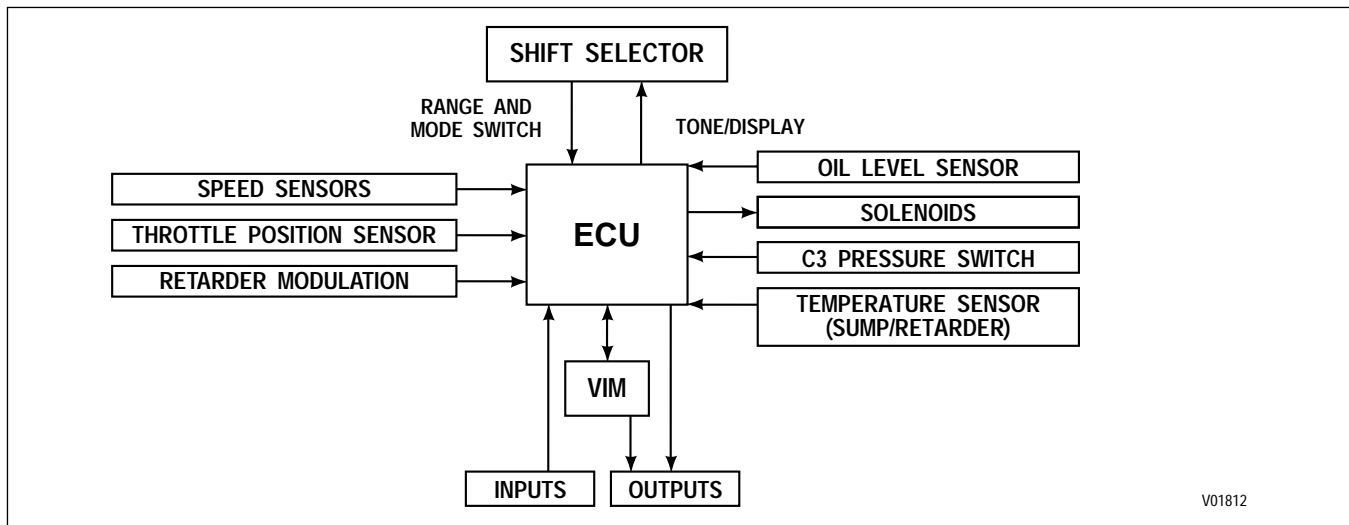 SHIFT SELECTOR
RANGE AND
MODE SWITCH
TONE/DISPLAY
SPEED SENSORS
THROTTLE POSITION SENSOR
RETARDER MODULATION
ECU
OIL LEVEL SENSOR
SOLENOIDS
C3 PRESSURE SWITCH
TEMPERATURE SENSOR
(SUMP/RETARDER)
VIM
INPUTS
OUTPUTS
V01812